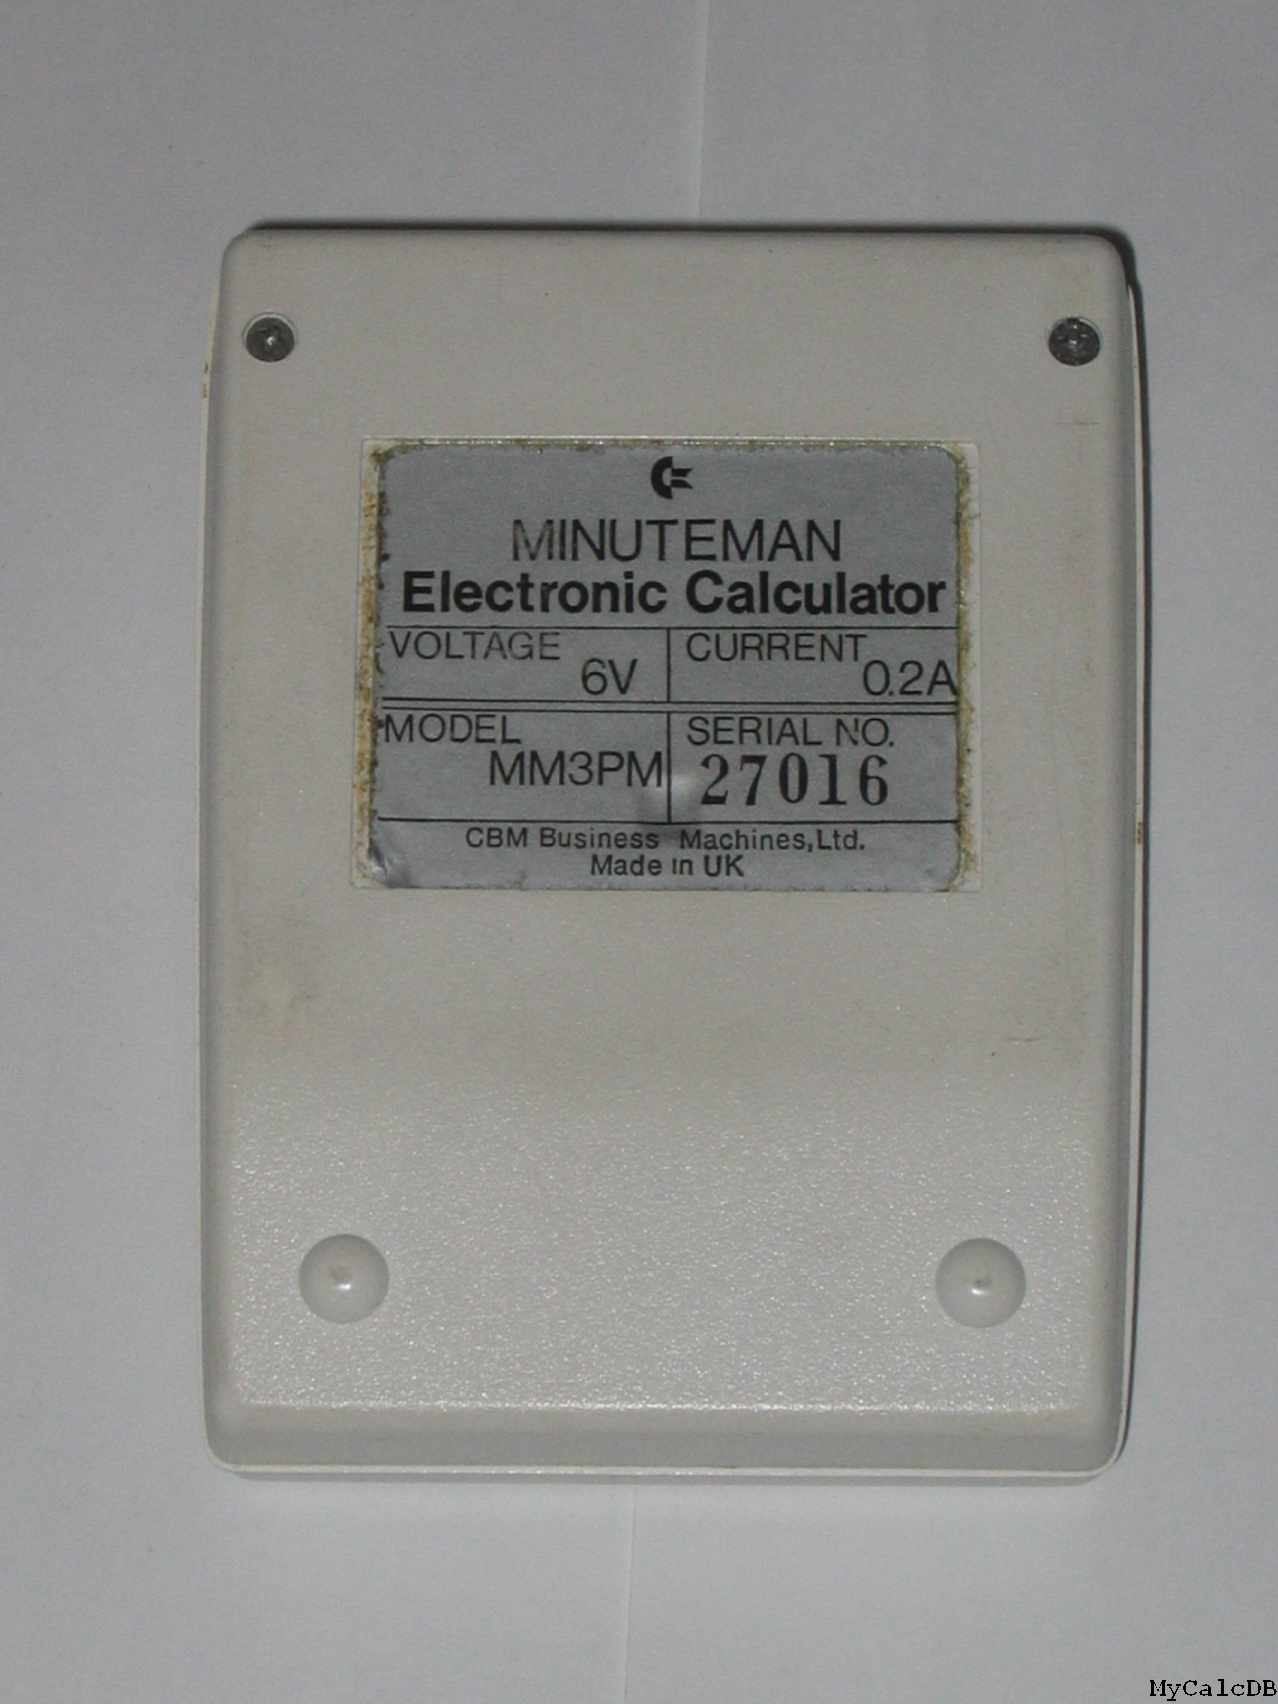 MINUTEMAN
Electronic Calculator
VOLTAGE 6V CURRENT 0.2A
MODEL MM3PM SERIAL NO. 27016
CBM Business Machines,Ltd.
Made in UK
MyCalcDB